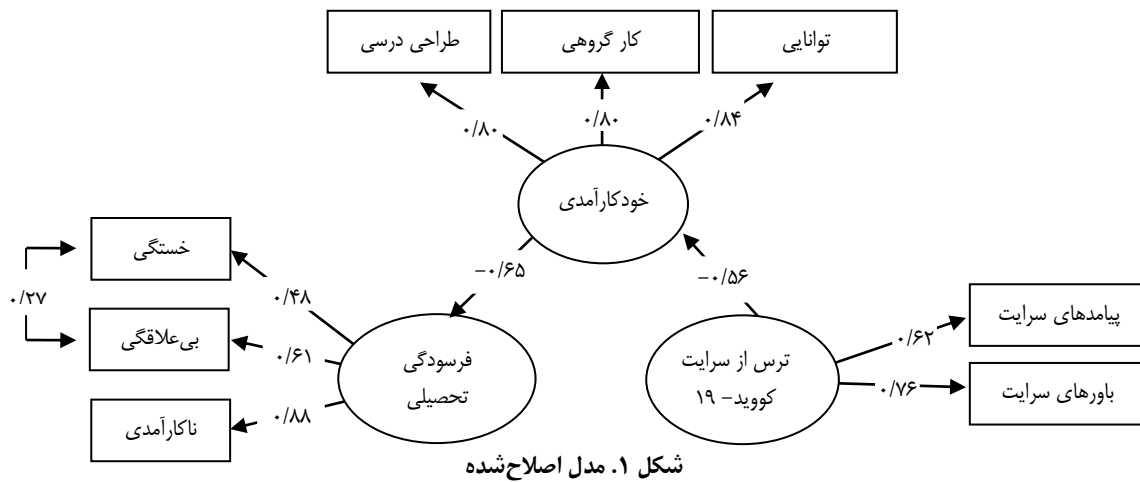 توانایی
کار گروهی
طراحی درسی
۰/۸۴
۰/۸۰
۰/۸۰
خودکارآمدی
خستگی
−۰/۶۵
−۰/۵۶
۰/۲۷
۰/۴۸
پیامدهای سرایت
بی‌علاقگی
۰/۶۲
ترس از سرایت
کووید− ۱۹
فرسودگی
تحصیلی
۰/۶۱
۰/۷۶
باورهای سرایت
ناکارآمدی
۰/۸۸
شکل ۱. مدل اصلاح‌شده